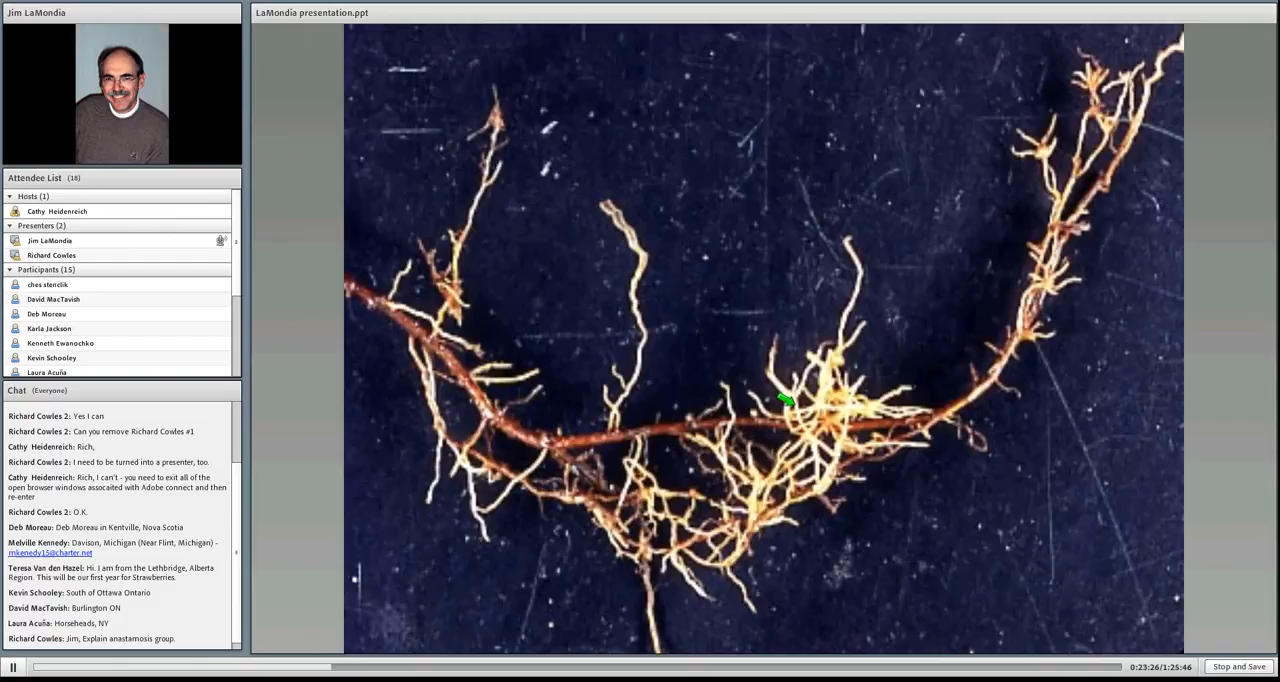 Jim LaMondia
LaMondia presentation.ppt
Attendee List (18)
Hosts (1)
Cathy Heidenreich
Presenters (2)
Jim LaMondia
Richard Cowles
Participants (15)
ches stenclik
David MacTavish
Deb Moreau
Karla Jackson
Kenneth Ewanochko
Kevin Schooley
Laura Acuña
Chat (Everyone)
Richard Cowles 2: Yes I can
Richard Cowles 2: Can you remove Richard Cowles #1
Cathy Heidenreich: Rich,
Richard Cowles 2: I need to be turned into a presenter, too.
Cathy Heidenreich: Rich, I can't - you need to exit all of the
open browser windows assocaited with Adobe connect and then
re-enter
Richard Cowles 2: O.K.
Deb Moreau: Deb Moreau in Kentville, Nova Scotia
Melville Kennedy: Davison, Michigan (Near Flint, Michigan) -
mkenedy15@charter.net
Teresa Van den Hazel: Hi. I am from the Lethbridge, Alberta
Region. This will be our first year for Strawberries.
Kevin Schooley: South of Ottawa Ontario
David MacTavish: Burlington ON
Laura Acuña: Horseheads, NY
Richard Cowles: Jim, Explain anastamosis group.
0:23:26/1:25:46
Stop and Save